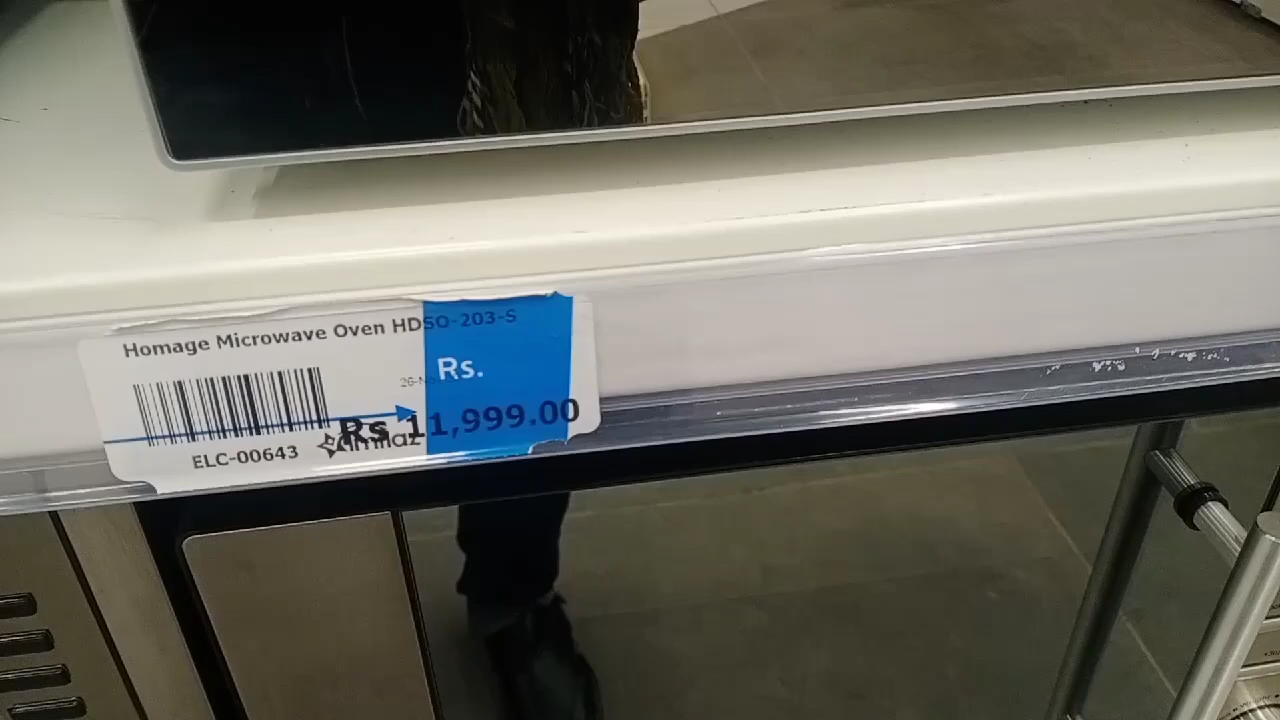 Homage Microwave Oven HDSO-203-S
Rs.
Rs 11,999.00
ELC-00643